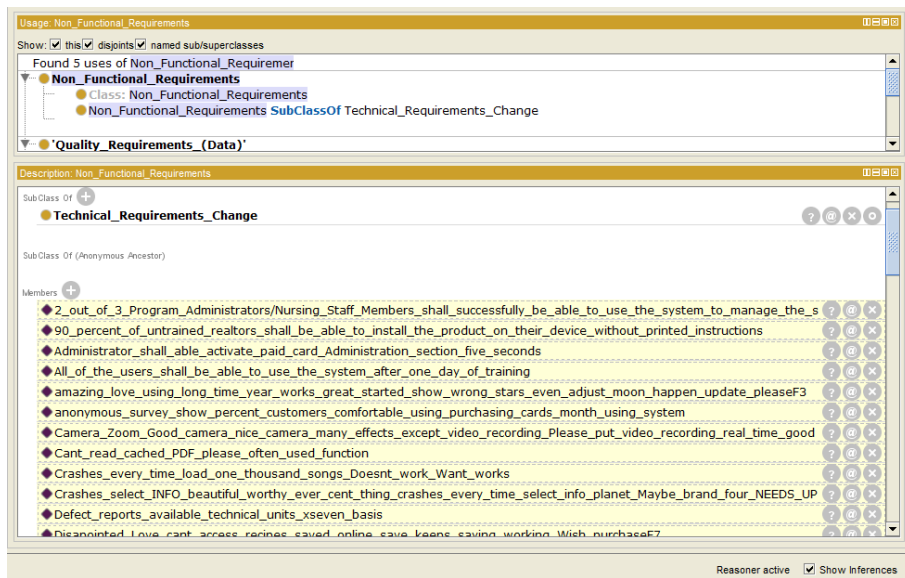 Usage: Non_Functional_Requirements
Show: this disjoints named sub/superclasses
Found 5 uses of Non_Functional_Requiremer
Non_Functional_Requirements
Class: Non_Functional_Requirements
Non_Functional_Requirements SubClassOf Technical_Requirements_Change
'Quality_Requirements_(Data)'
Description: Non_Functional_Requirements
SubClass Of
Technical_Requirements_Change
SubClass Of (Anonymous Ancestor)
Members
2_out_of_3_Program_Administrators/Nursing_Staff_Members_shall_successfully_be_able_to_use_the_system_to_manage_the_s
90_percent_of_untrained_realtors_shall_be_able_to_install_the_product_on_their_device_without_printed_instructions
Administrator_shall_able_activate_paid_card_Administration_section_five_seconds
All_of_the_users_shall_be_able_to_use_the_system_after_one_day_of_training
amazing_love_using_long_time_year_works_great_started_show_wrong_stars_even_adjust_moon_happen_update_pleaseF3
anonymous_survey_show_percent_customers_comfortable_using_purchasing_cards_month_using_system
Camera_Zoom_Good_camera_nice_camera_many_effects_except_video_recording_Please_put_video_recording_real_time_good
Cant_read_cached_PDF_please_often_used_function
Crashes_every_time_load_one_thousand_songs_Doesnt_work_Want_works
Crashes_select_INFO_beautiful_worthy_ever_cent_thing_crashes_every_time_select_info_planet_Maybe_brand_four_NEEDS_UP
Defect_reports_available_technical_units_xseven_basis
Disapointed_Love_cant_access_recipes_saved_online_save_keeps_saying_working_Wish_purchaseF7
Reasoner active Show Inferences